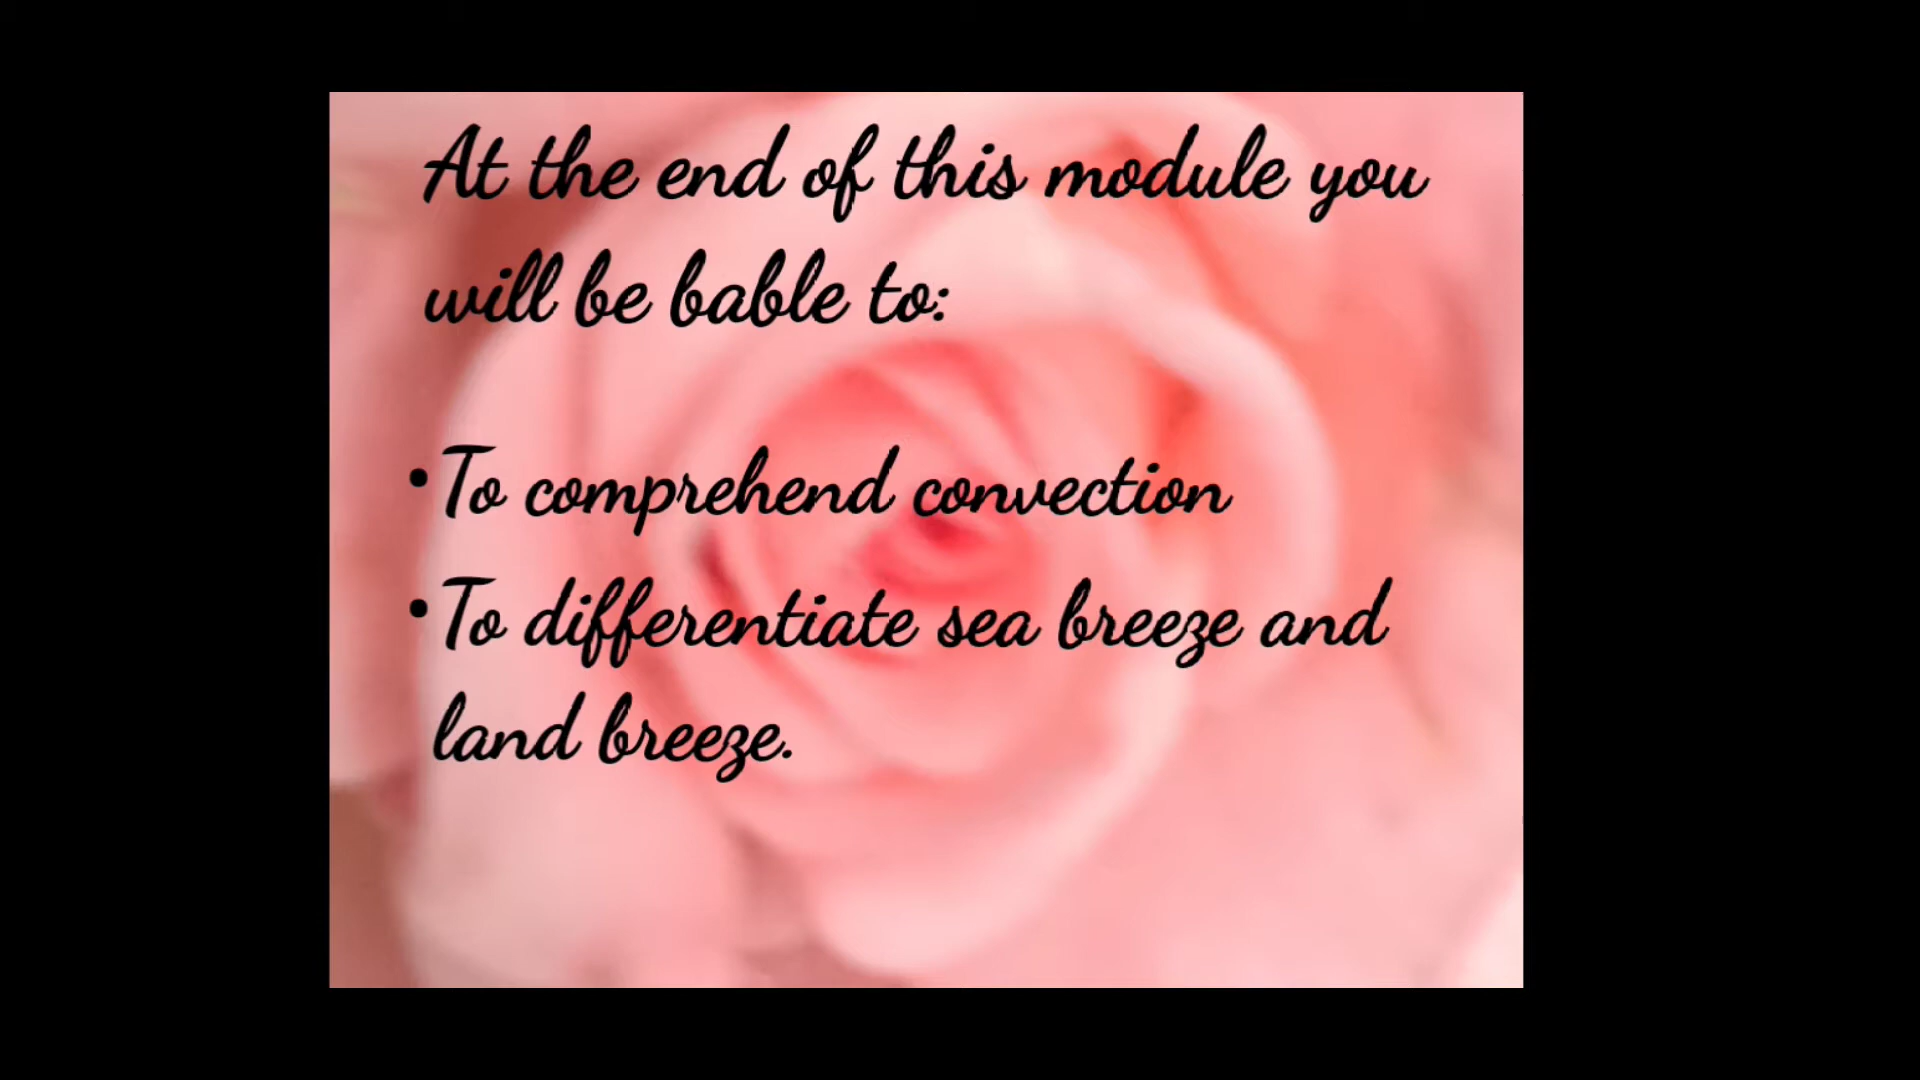 At the end of this module you
will be bable to:
• To comprehend convection
• To differentiate sea breeze and
land breeze.